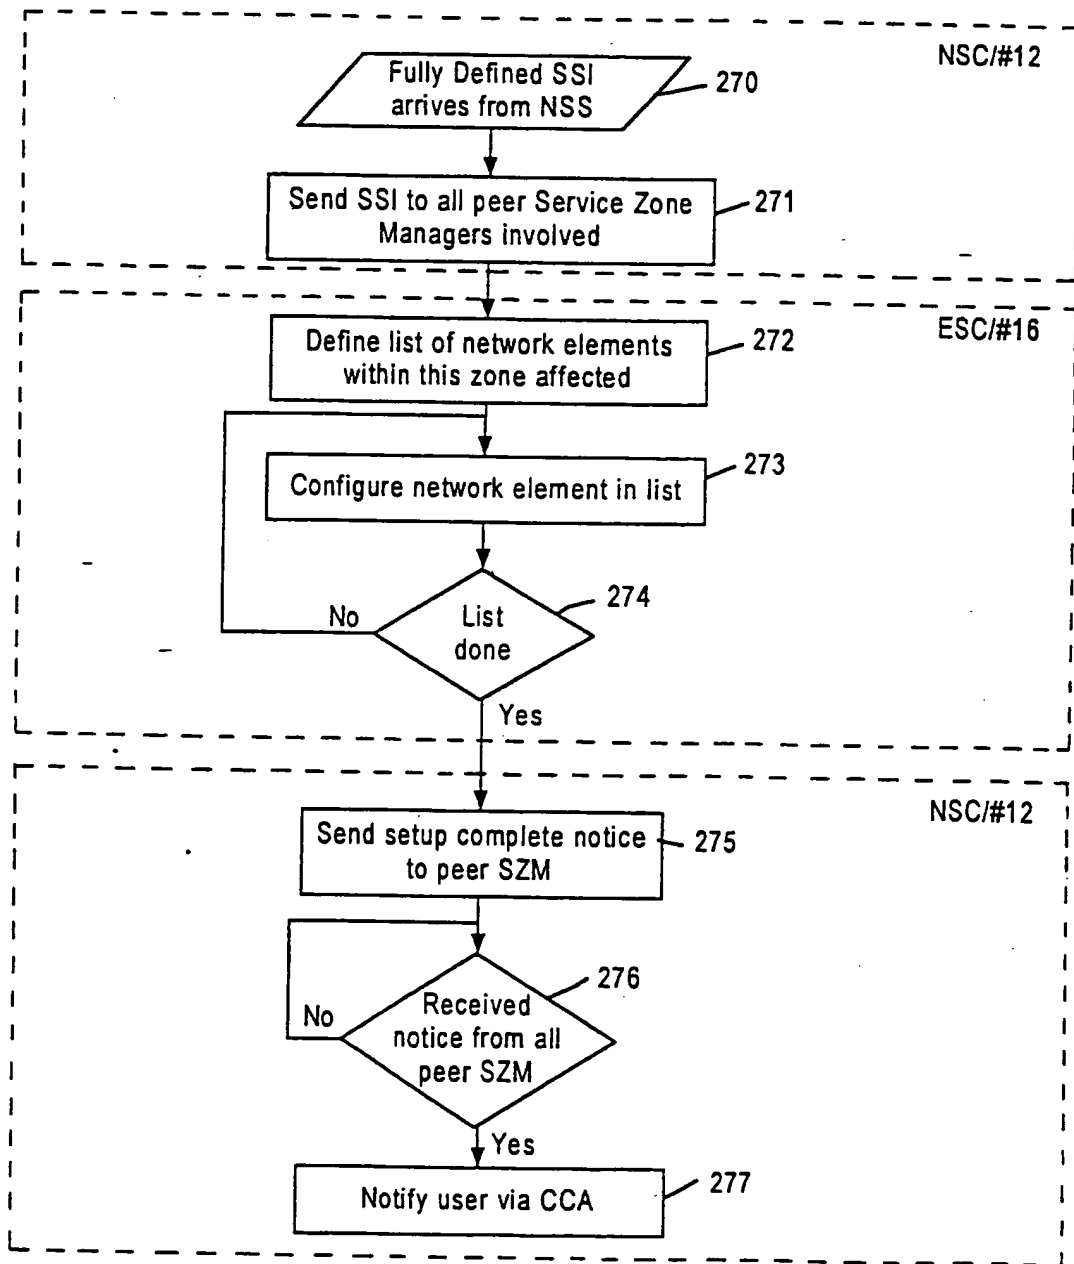 NSC/#12
Fully Defined SSI
arrives from NSS
270
Send SSI to all peer Service Zone
Managers involved
271
ESC/#16
Define list of network elements
within this zone affected
272
Configure network element in list
273
List
done
274
No
Yes
NSC/#12
Send setup complete notice
to peer SZM
275
Received
notice from all
peer SZM
276
No
Yes
Notify user via CCA
277